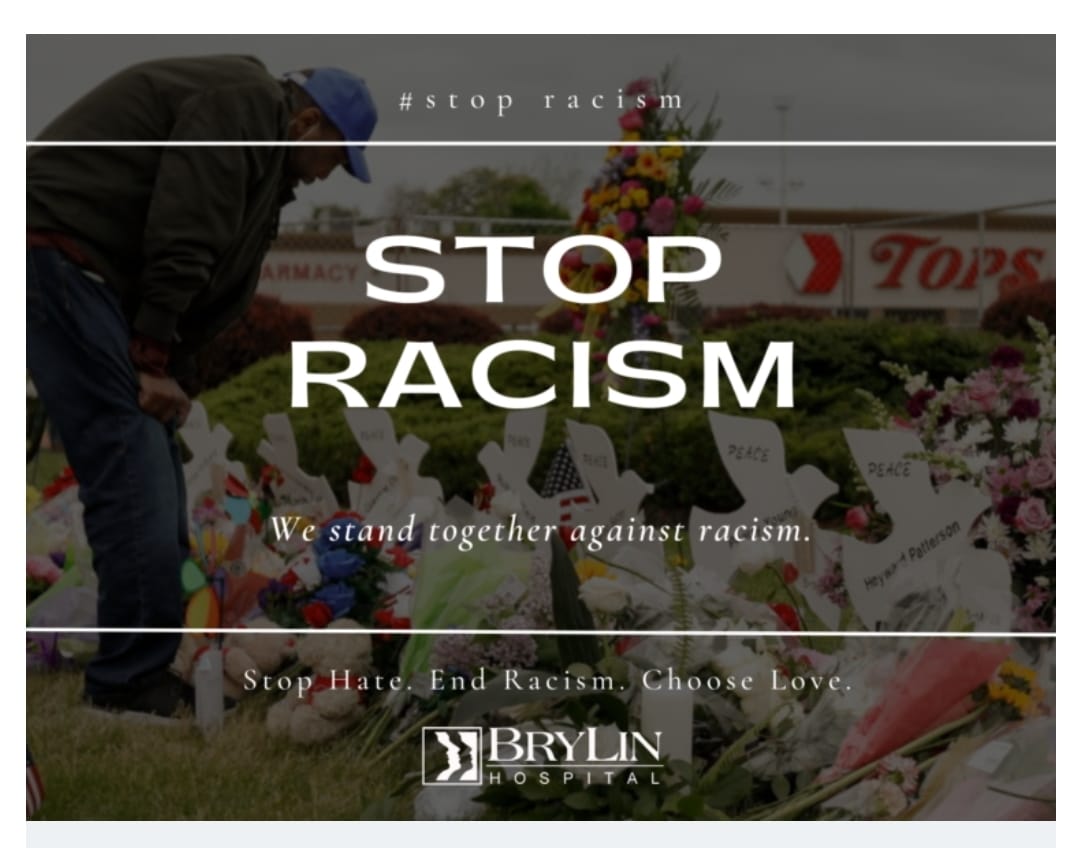 #stop racism
ARMACY
TOPS
STOP
RACISM
PEACE
PEACE
PEACE
PEACE
PEACE
We stand together against racism.
Heyward Patterson
Stop Hate. End Racism. Choose Love.
BRYLIN
HOSPITAL